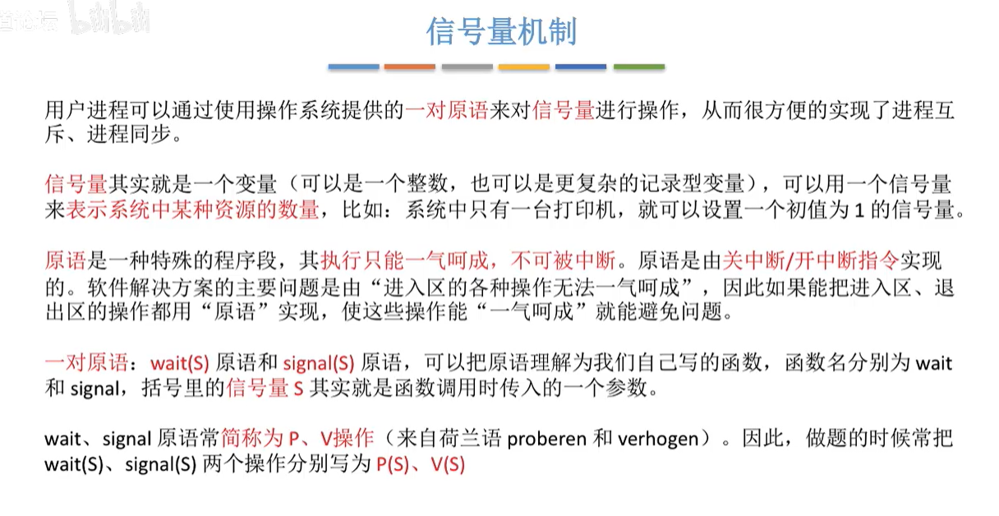 信号量机制
用户进程可以通过使用操作系统提供的一对原语来对信号量进行操作，从而很方便的实现了进程互
斥、进程同步。
信号量其实就是一个变量（可以是一个整数，也可以是更复杂的记录型变量），可以用一个信号量
来表示系统中某种资源的数量，比如：系统中只有一台打印机，就可以设置一个初值为 1 的信号量。
原语是一种特殊的程序段，其执行只能一气呵成，不可被中断。原语是由关中断/开中断指令实现
的。软件解决方案的主要问题是由“进入区的各种操作无法一气呵成”，因此如果能把进入区、退
出区的操作都用“原语”实现，使这些操作能“一气呵成”就能避免问题。
一对原语：wait(S) 原语和 signal(S) 原语，可以把原语理解为我们自己写的函数，函数名分别为 wait
和 signal，括号里的信号量 S 其实就是函数调用时传入的一个参数。
wait、signal 原语常简称为 P、V操作（来自荷兰语 proberen 和 verhogen）。因此，做题的时候常把
wait(S)、signal(S) 两个操作分别写为 P(S)、V(S)